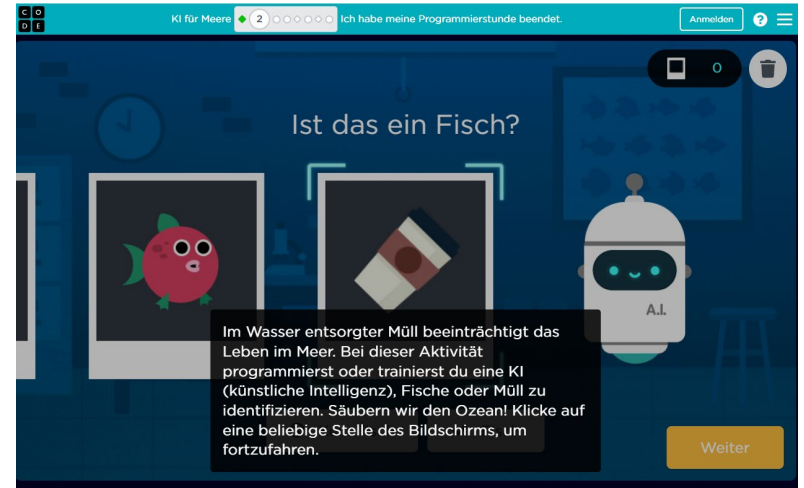 C O
D E
KI für Meere 2 Ich habe meine Programmierstunde beendet.
Anmelden ?
0
Ist das ein Fisch?
A.I.
Im Wasser entsorgter Müll beeinträchtigt das
Leben im Meer. Bei dieser Aktivität
programmierst oder trainierst du eine KI
(künstliche Intelligenz), Fische oder Müll zu
identifizieren. Säubern wir den Ozean! Klicke auf
eine beliebige Stelle des Bildschirms, um
fortzufahren.
Weiter